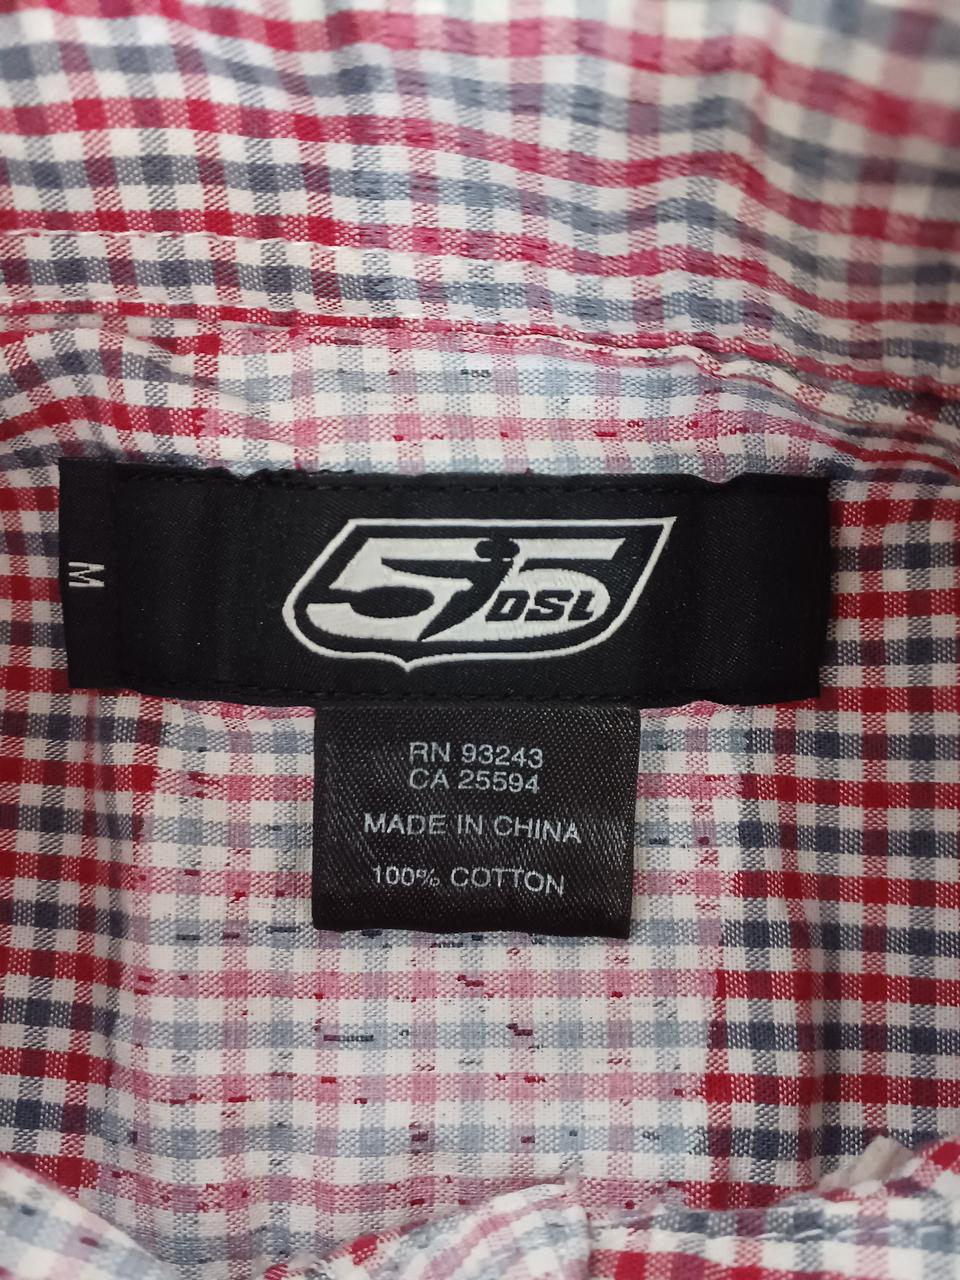 M
55
DSL
RN 93243
CA 25594
MADE IN CHINA
100% COTTON